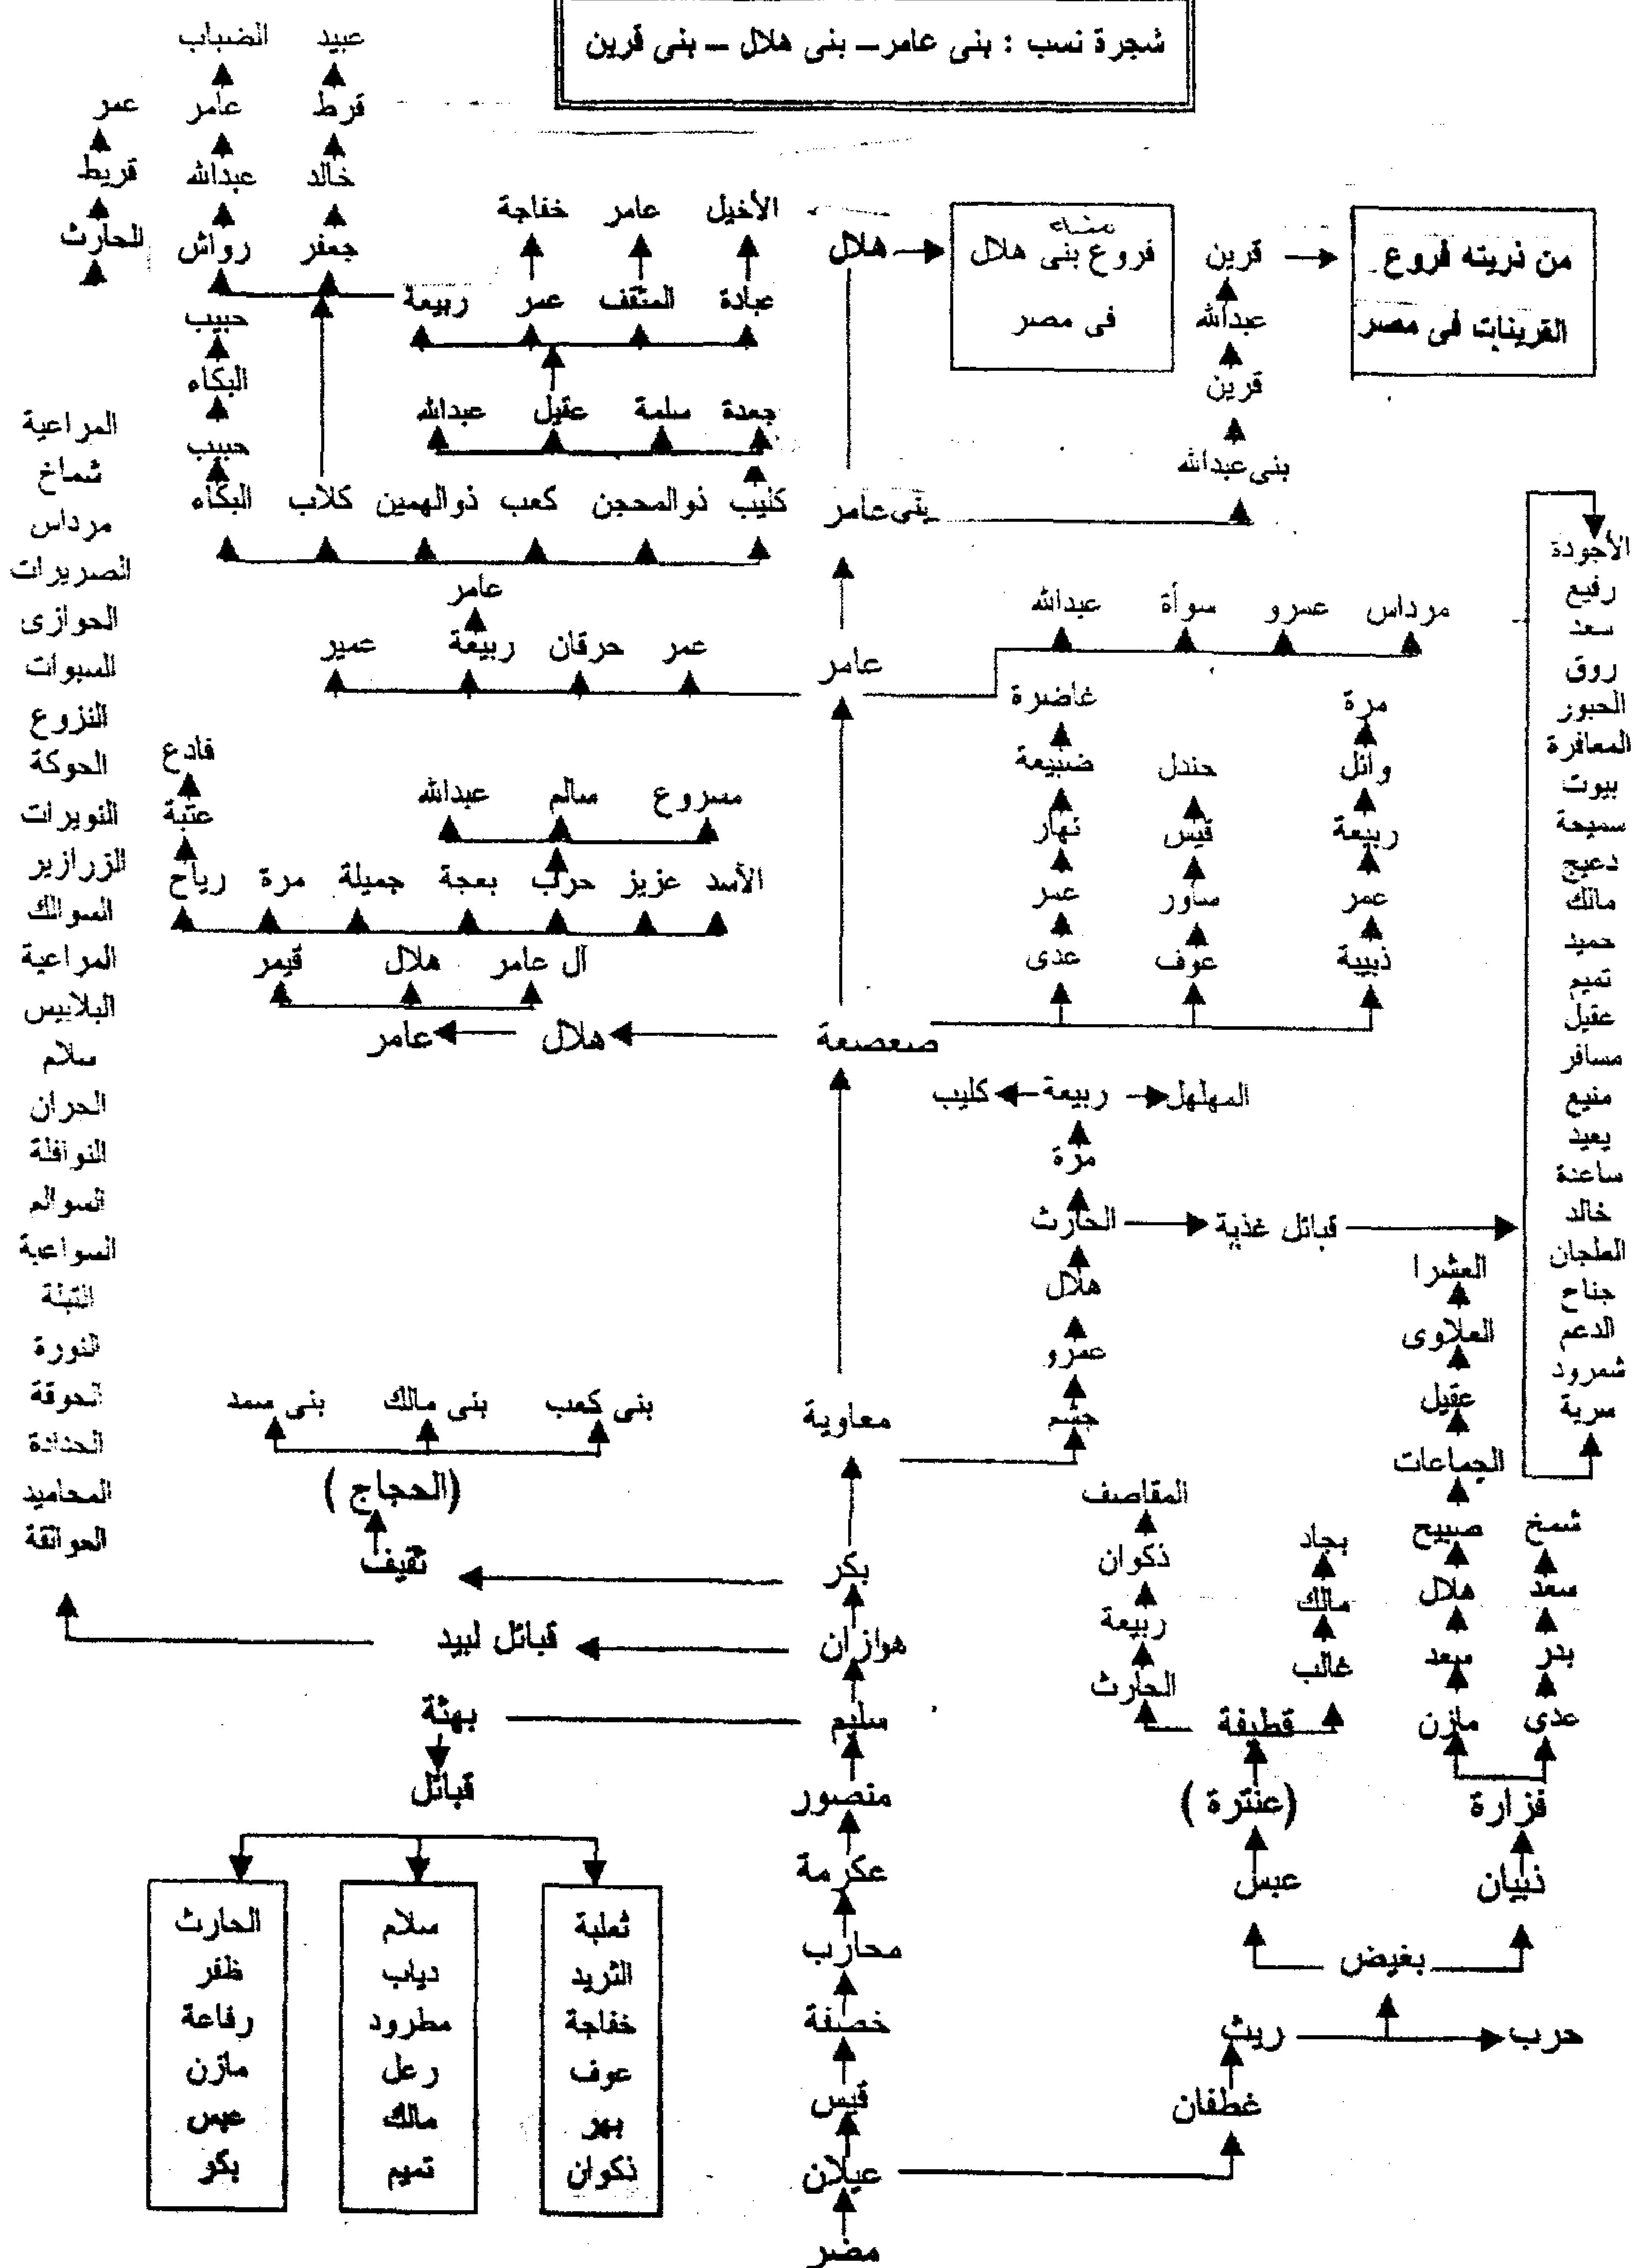 شجرة نسب : بنى عامر – بنى هلال – بنى قرين
عبيد
الضباب
قرط
عامر
عمر
خالد
عبدالله
قريط
جعفر
رواش
الحارث
حبيب
البكاء
حبيب
الأخيل
عامر
خفاجة
عبادة
المثقف
عمر
ربيعة
جعدة
سلمة
عقيل
عبدالله
هلال
منه
فروع بنى هلال
فى مصر
قرين
عبدالله
قرين
بنى عبدالله
من ذريته فروع
القرينات فى مصر
بنى عامر
كليب
ذوالمحجن
كعب
ذوالهمين
كلاب
البكاء
عامر
عمر
حرقان
ربيعة
عمير
عامر
مرداس
عمرو
سوأة
عبدالله
مرة
وائل
ربيعة
عمر
ذبيبة
حندل
قيس
ساور
عوف
غاضرة
ضبيعة
نهار
عمر
عدى
فادع
عتبة
مسروع
سالم
عبدالله
الأسد
عزيز
حرب
بعجة
جميلة
مرة
رياح
آل عامر
هلال
قيمر
صعصعة
هلال
عامر
المهلهل
ربيعة
كليب
مرة
الحارث
قبائل غذية
هلال
عمرو
جشم
الأجودة
رفيع
سعد
روق
الحبور
المعافرة
بيوت
سميحة
دعيج
مالك
حميد
تميم
عقيل
مسافر
منيع
يعيد
ساعنة
خالد
العلجان
جناح
الدعم
شمرود
سرية
معاوية
بنى كعب
بنى مالك
بنى سمد
(الحجاج )
ثقيف
بكر
هوازان
قبائل لبيد
المراعية
شماخ
مرداس
الصريرات
الحوازى
السبوات
النزوع
الحوكة
النويرات
الزرازير
السوالك
المراعية
البلابيس
سلام
الحران
النوافلة
السوالم
السواعية
النورة
الحوقة
المحاميد
الحوائقة
العشرا
العلاوى
عقيل
الجماعات
صبيح
هلال
سعد
مازن
شمخ
سعد
بدر
عدى
فزارة
ذبيان
المقاصف
ذكوان
ربيعة
الحارث
بجاد
مالك
غالب
قطيفة
(عنترة )
عبس
بغيض
ريث
حرب
غطفان
سليم
بهثة
قبائل
ثعلبة
الثريد
خفاجة
عوف
بهر
ذكوان
سلام
دياب
مطرود
رعل
مالك
تميم
الحارث
ظفر
رفاعة
مازن
عبس
بكر
منصور
عكرمة
محارب
خصفة
قيس
عيلان
مضر